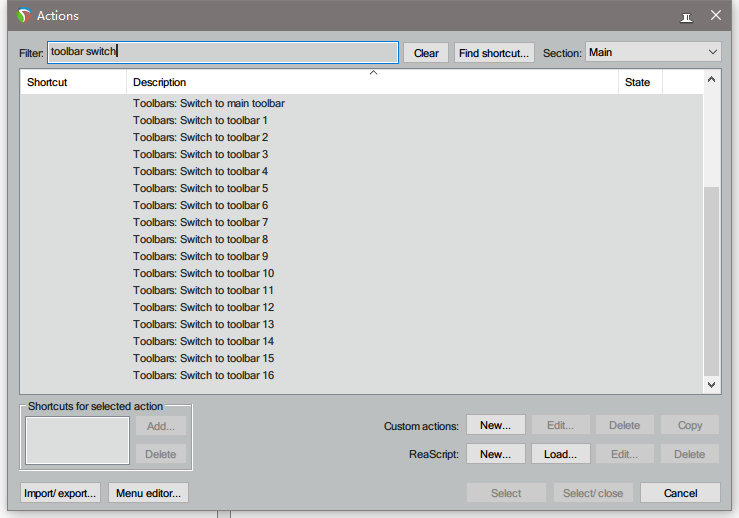 Actions
Filter: toolbar switch Clear Find shortcut... Section: Main
Shortcut Description State
Toolbars: Switch to main toolbar
Toolbars: Switch to toolbar 1
Toolbars: Switch to toolbar 2
Toolbars: Switch to toolbar 3
Toolbars: Switch to toolbar 4
Toolbars: Switch to toolbar 5
Toolbars: Switch to toolbar 6
Toolbars: Switch to toolbar 7
Toolbars: Switch to toolbar 8
Toolbars: Switch to toolbar 9
Toolbars: Switch to toolbar 10
Toolbars: Switch to toolbar 11
Toolbars: Switch to toolbar 12
Toolbars: Switch to toolbar 13
Toolbars: Switch to toolbar 14
Toolbars: Switch to toolbar 15
Toolbars: Switch to toolbar 16
Shortcuts for selected action
Add...
Delete
Custom actions: New... Edit... Delete Copy
ReaScript: New... Load... Edit... Delete
Import/export... Menu editor... Select Select/close Cancel